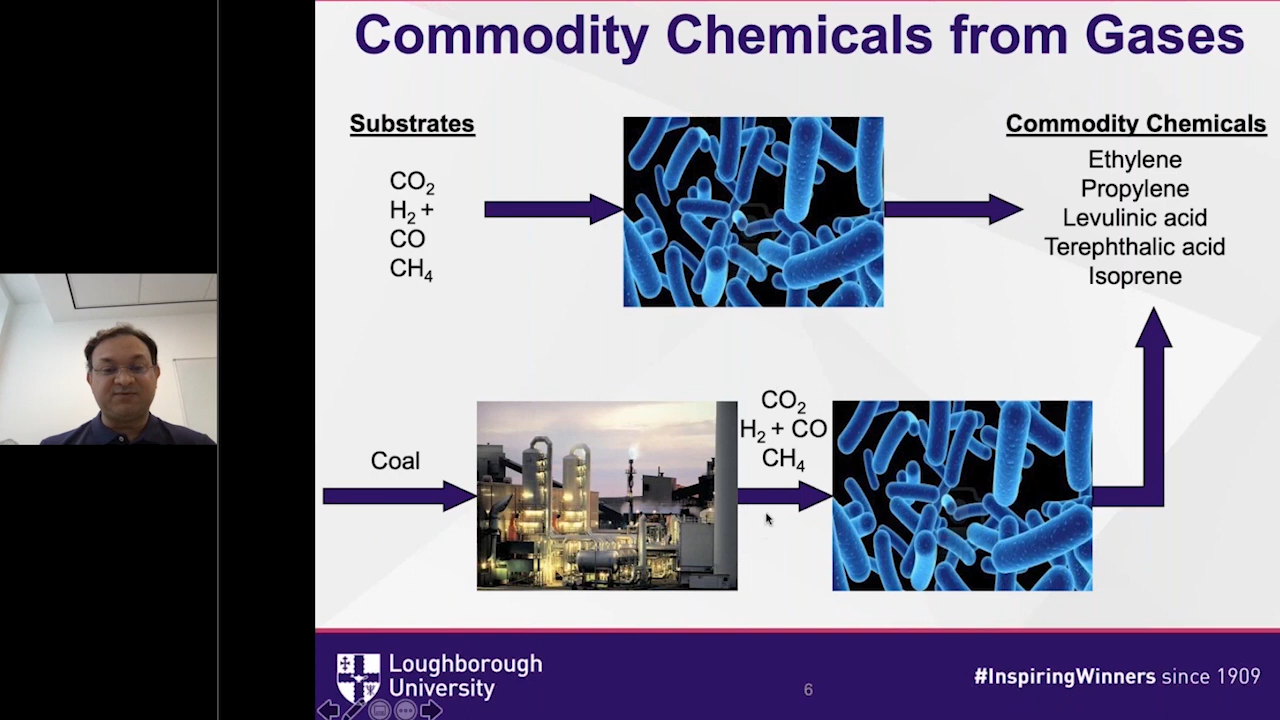 Commodity Chemicals from Gases
Substrates
CO₂
H₂ +
CO
CH₄
Commodity Chemicals
Ethylene
Propylene
Levulinic acid
Terephthalic acid
Isoprene
Coal
CO₂
H₂ + CO
CH₄
Loughborough
University
6
#InspiringWinners since 1909